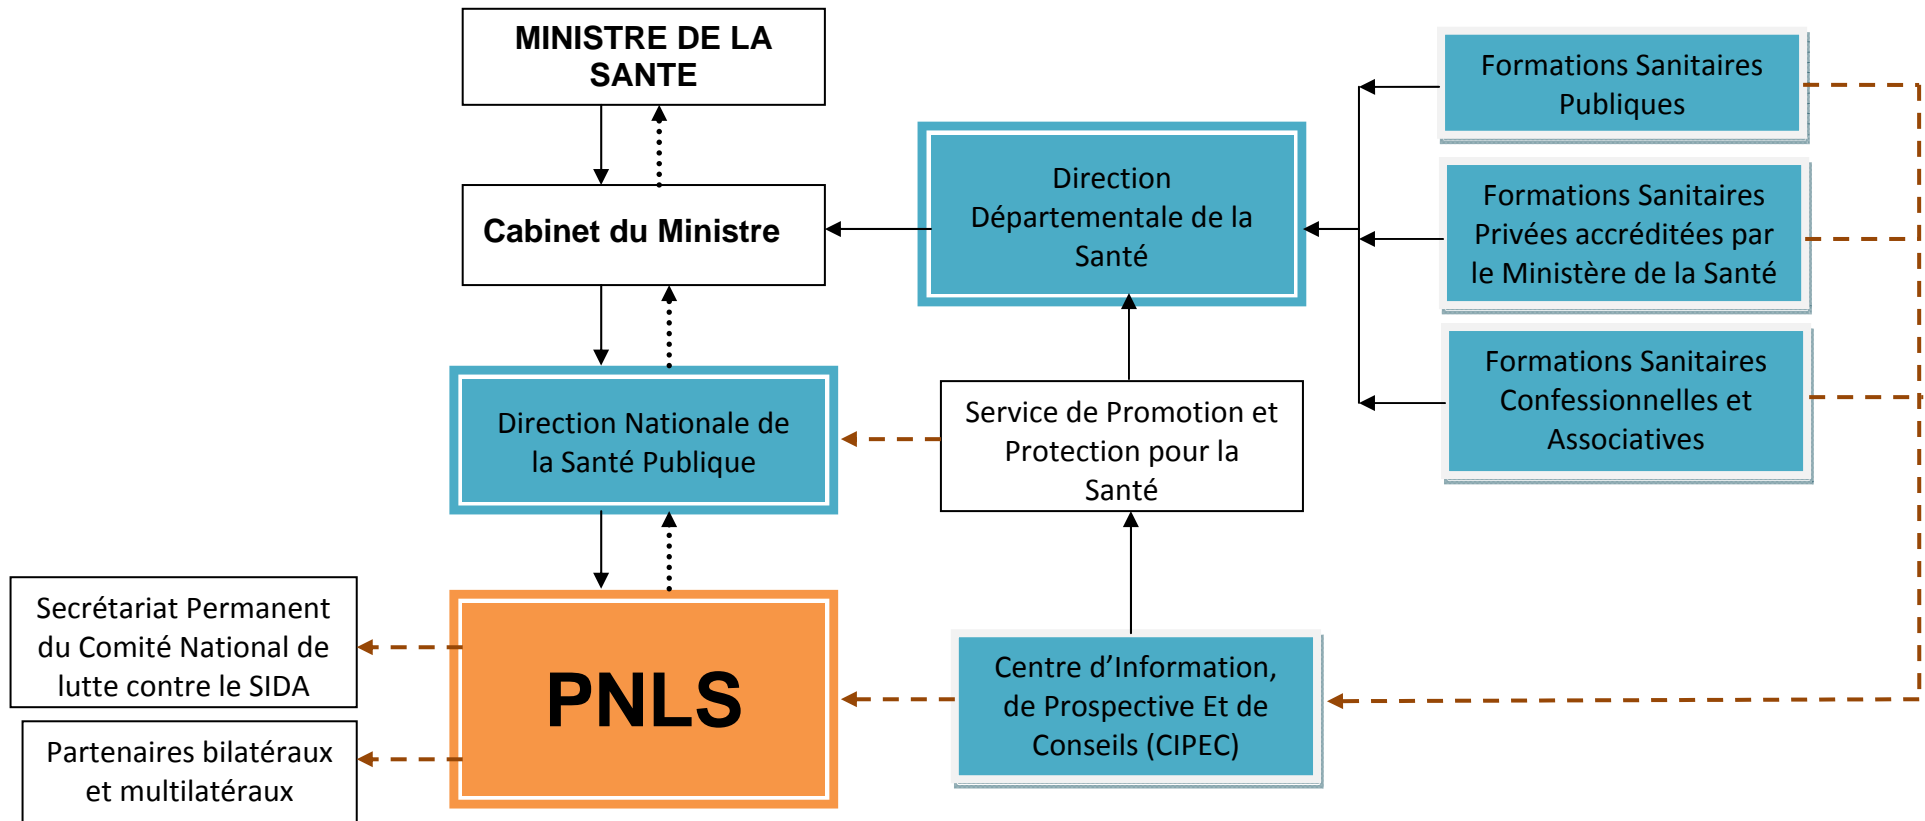 MINISTRE DE LA
SANTE
Cabinet du Ministre
Direction Nationale de
la Santé Publique
PNLS
Secrétariat Permanent
du Comité National de
lutte contre le SIDA
Partenaires bilatéraux
et multilatéraux
Direction
Départementale de la
Santé
Service de Promotion et
Protection pour la
Santé
Centre d’Information,
de Prospective Et de
Conseils (CIPEC)
Formations Sanitaires
Publiques
Formations Sanitaires
Privées accréditées par
le Ministère de la Santé
Formations Sanitaires
Confessionnelles et
Associatives